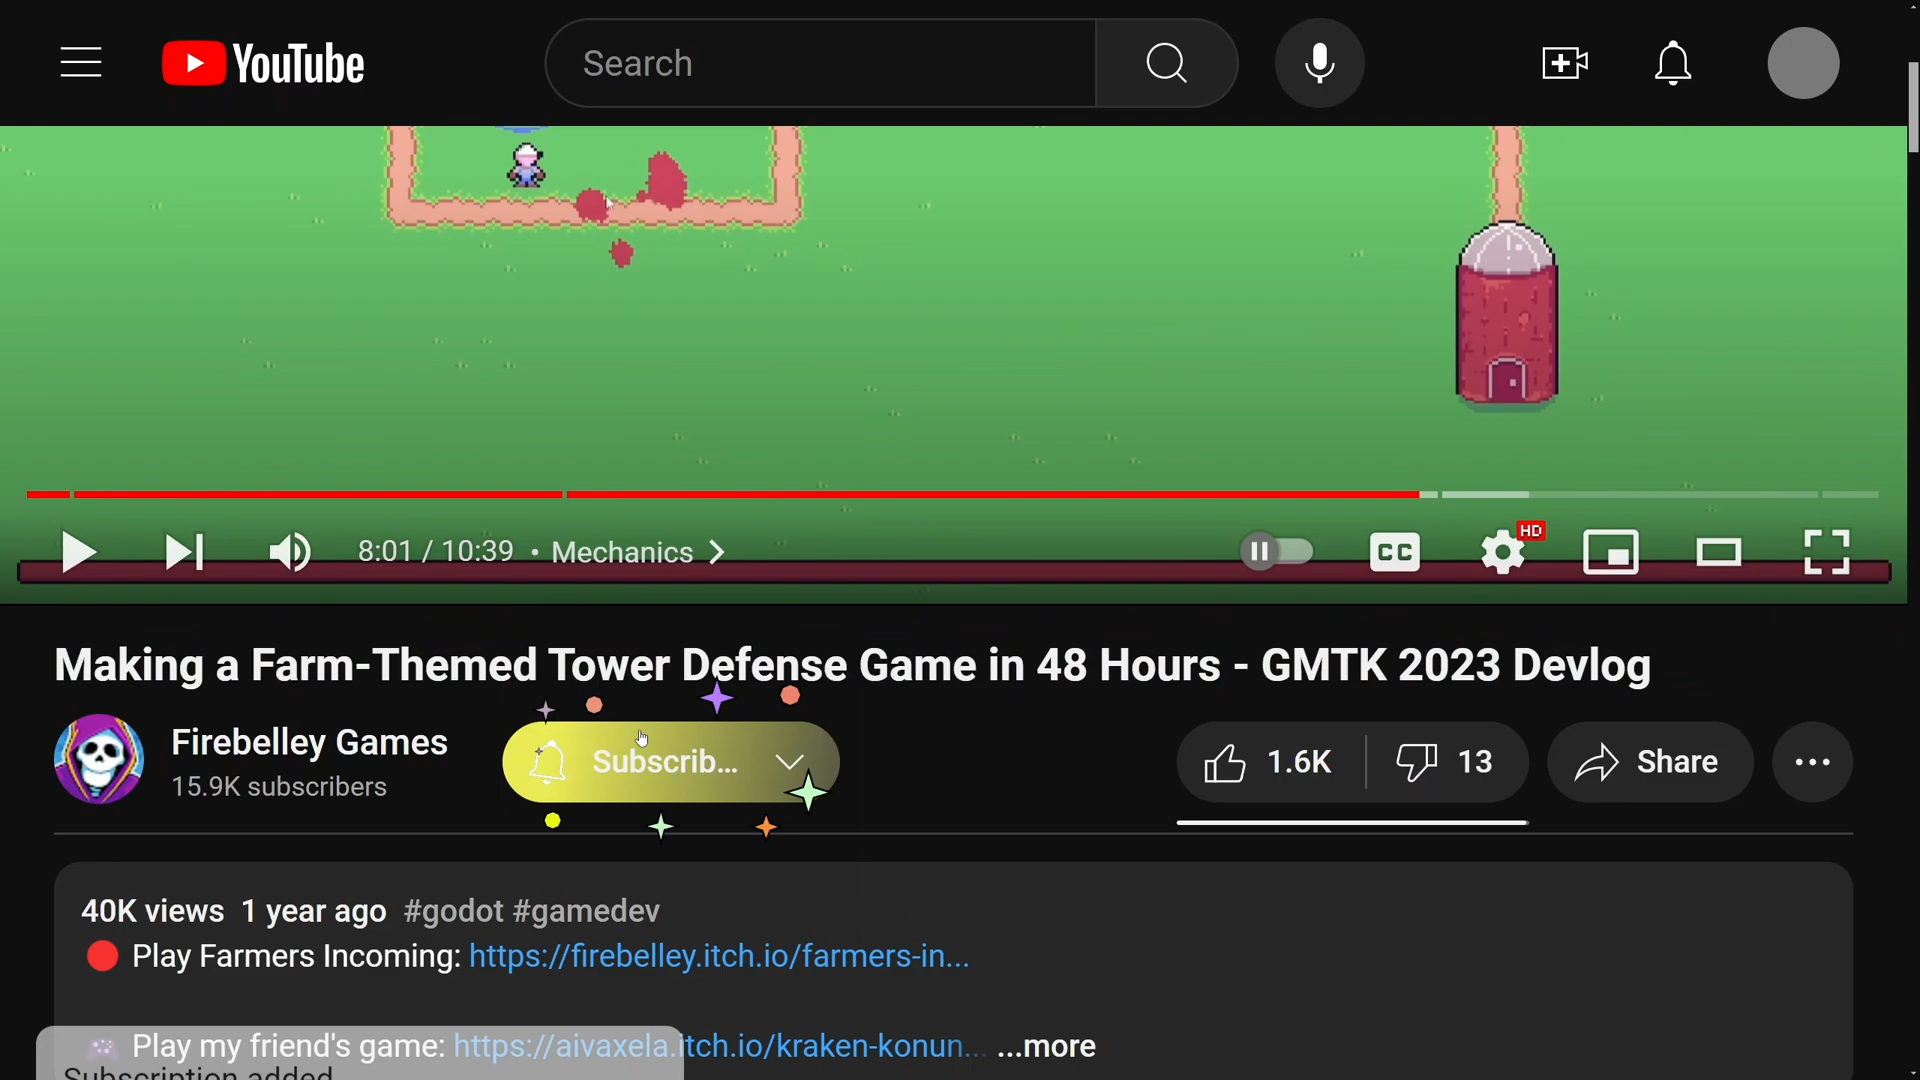 YouTube
Search
8:01 / 10:39 • Mechanics
CC
HD
Making a Farm-Themed Tower Defense Game in 48 Hours - GMTK 2023 Devlog
Firebelley Games
15.9K subscribers
Subscrib...
1.6K
13
Share
40K views 1 year ago #godot #gamedev
Play Farmers Incoming: https://firebelley.itch.io/farmers-in...
Play my friend's game: https://aivaxela.itch.io/kraken-konun... ...more
Subscription added